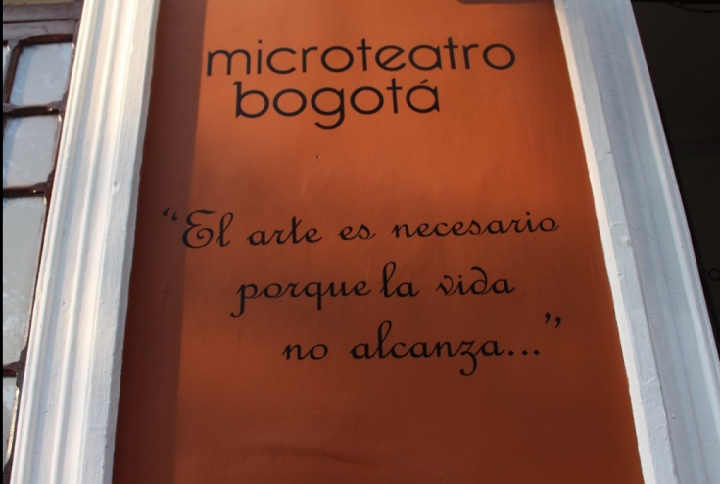 microteatro
bogotá
“El arte es necesario
porque la vida
no alcanza...”